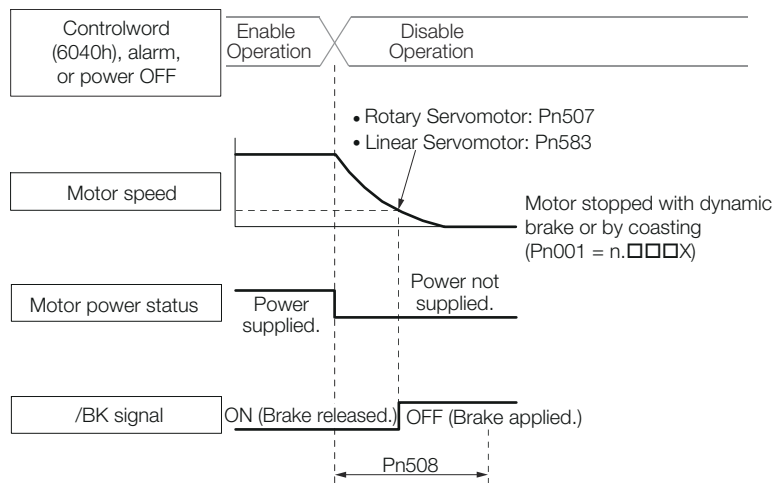 Controlword
(6040h), alarm,
or power OFF
Enable
Operation
Disable
Operation
• Rotary Servomotor: Pn507
• Linear Servomotor: Pn583
Motor speed
Motor stopped with dynamic
brake or by coasting
(Pn001 = n.□□□X)
Motor power status
Power
supplied.
Power not
supplied.
/BK signal
ON (Brake released.)
OFF (Brake applied.)
Pn508